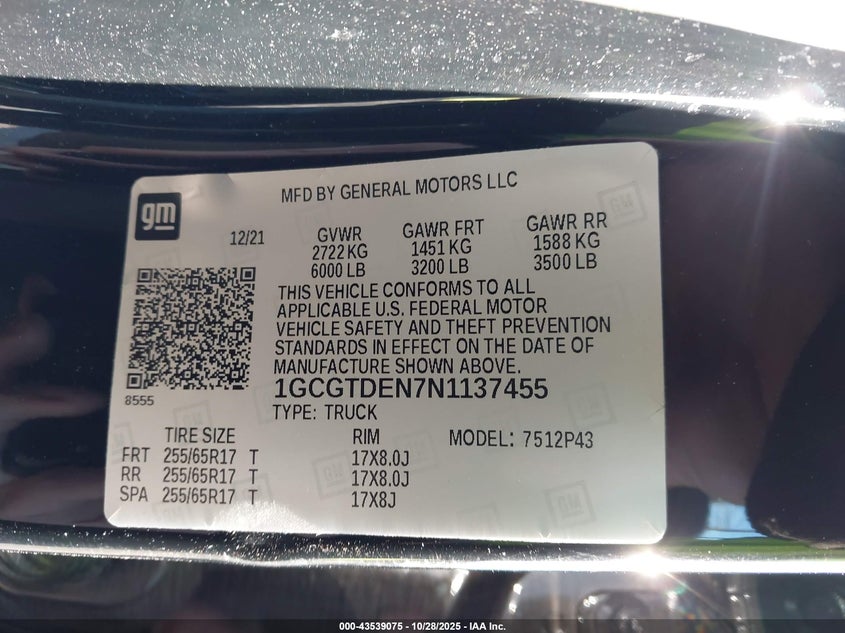 gm
MFD BY GENERAL MOTORS LLC
12/21
GVWR GAWR FRT GAWR RR
2722 KG 1451 KG 1588 KG
6000 LB 3200 LB 3500 LB
THIS VEHICLE CONFORMS TO ALL
APPLICABLE U.S. FEDERAL MOTOR
VEHICLE SAFETY AND THEFT PREVENTION
STANDARDS IN EFFECT ON THE DATE OF
MANUFACTURE SHOWN ABOVE.
8555
1GCGTDEN7N1137455
TYPE: TRUCK
TIRE SIZE RIM MODEL: 7512P43
FRT 255/65R17 T 17X8.0J
RR 255/65R17 T 17X8.0J
SPA 255/65R17 T 17X8J
000-43539075 - 10/28/2025 - IAA Inc.